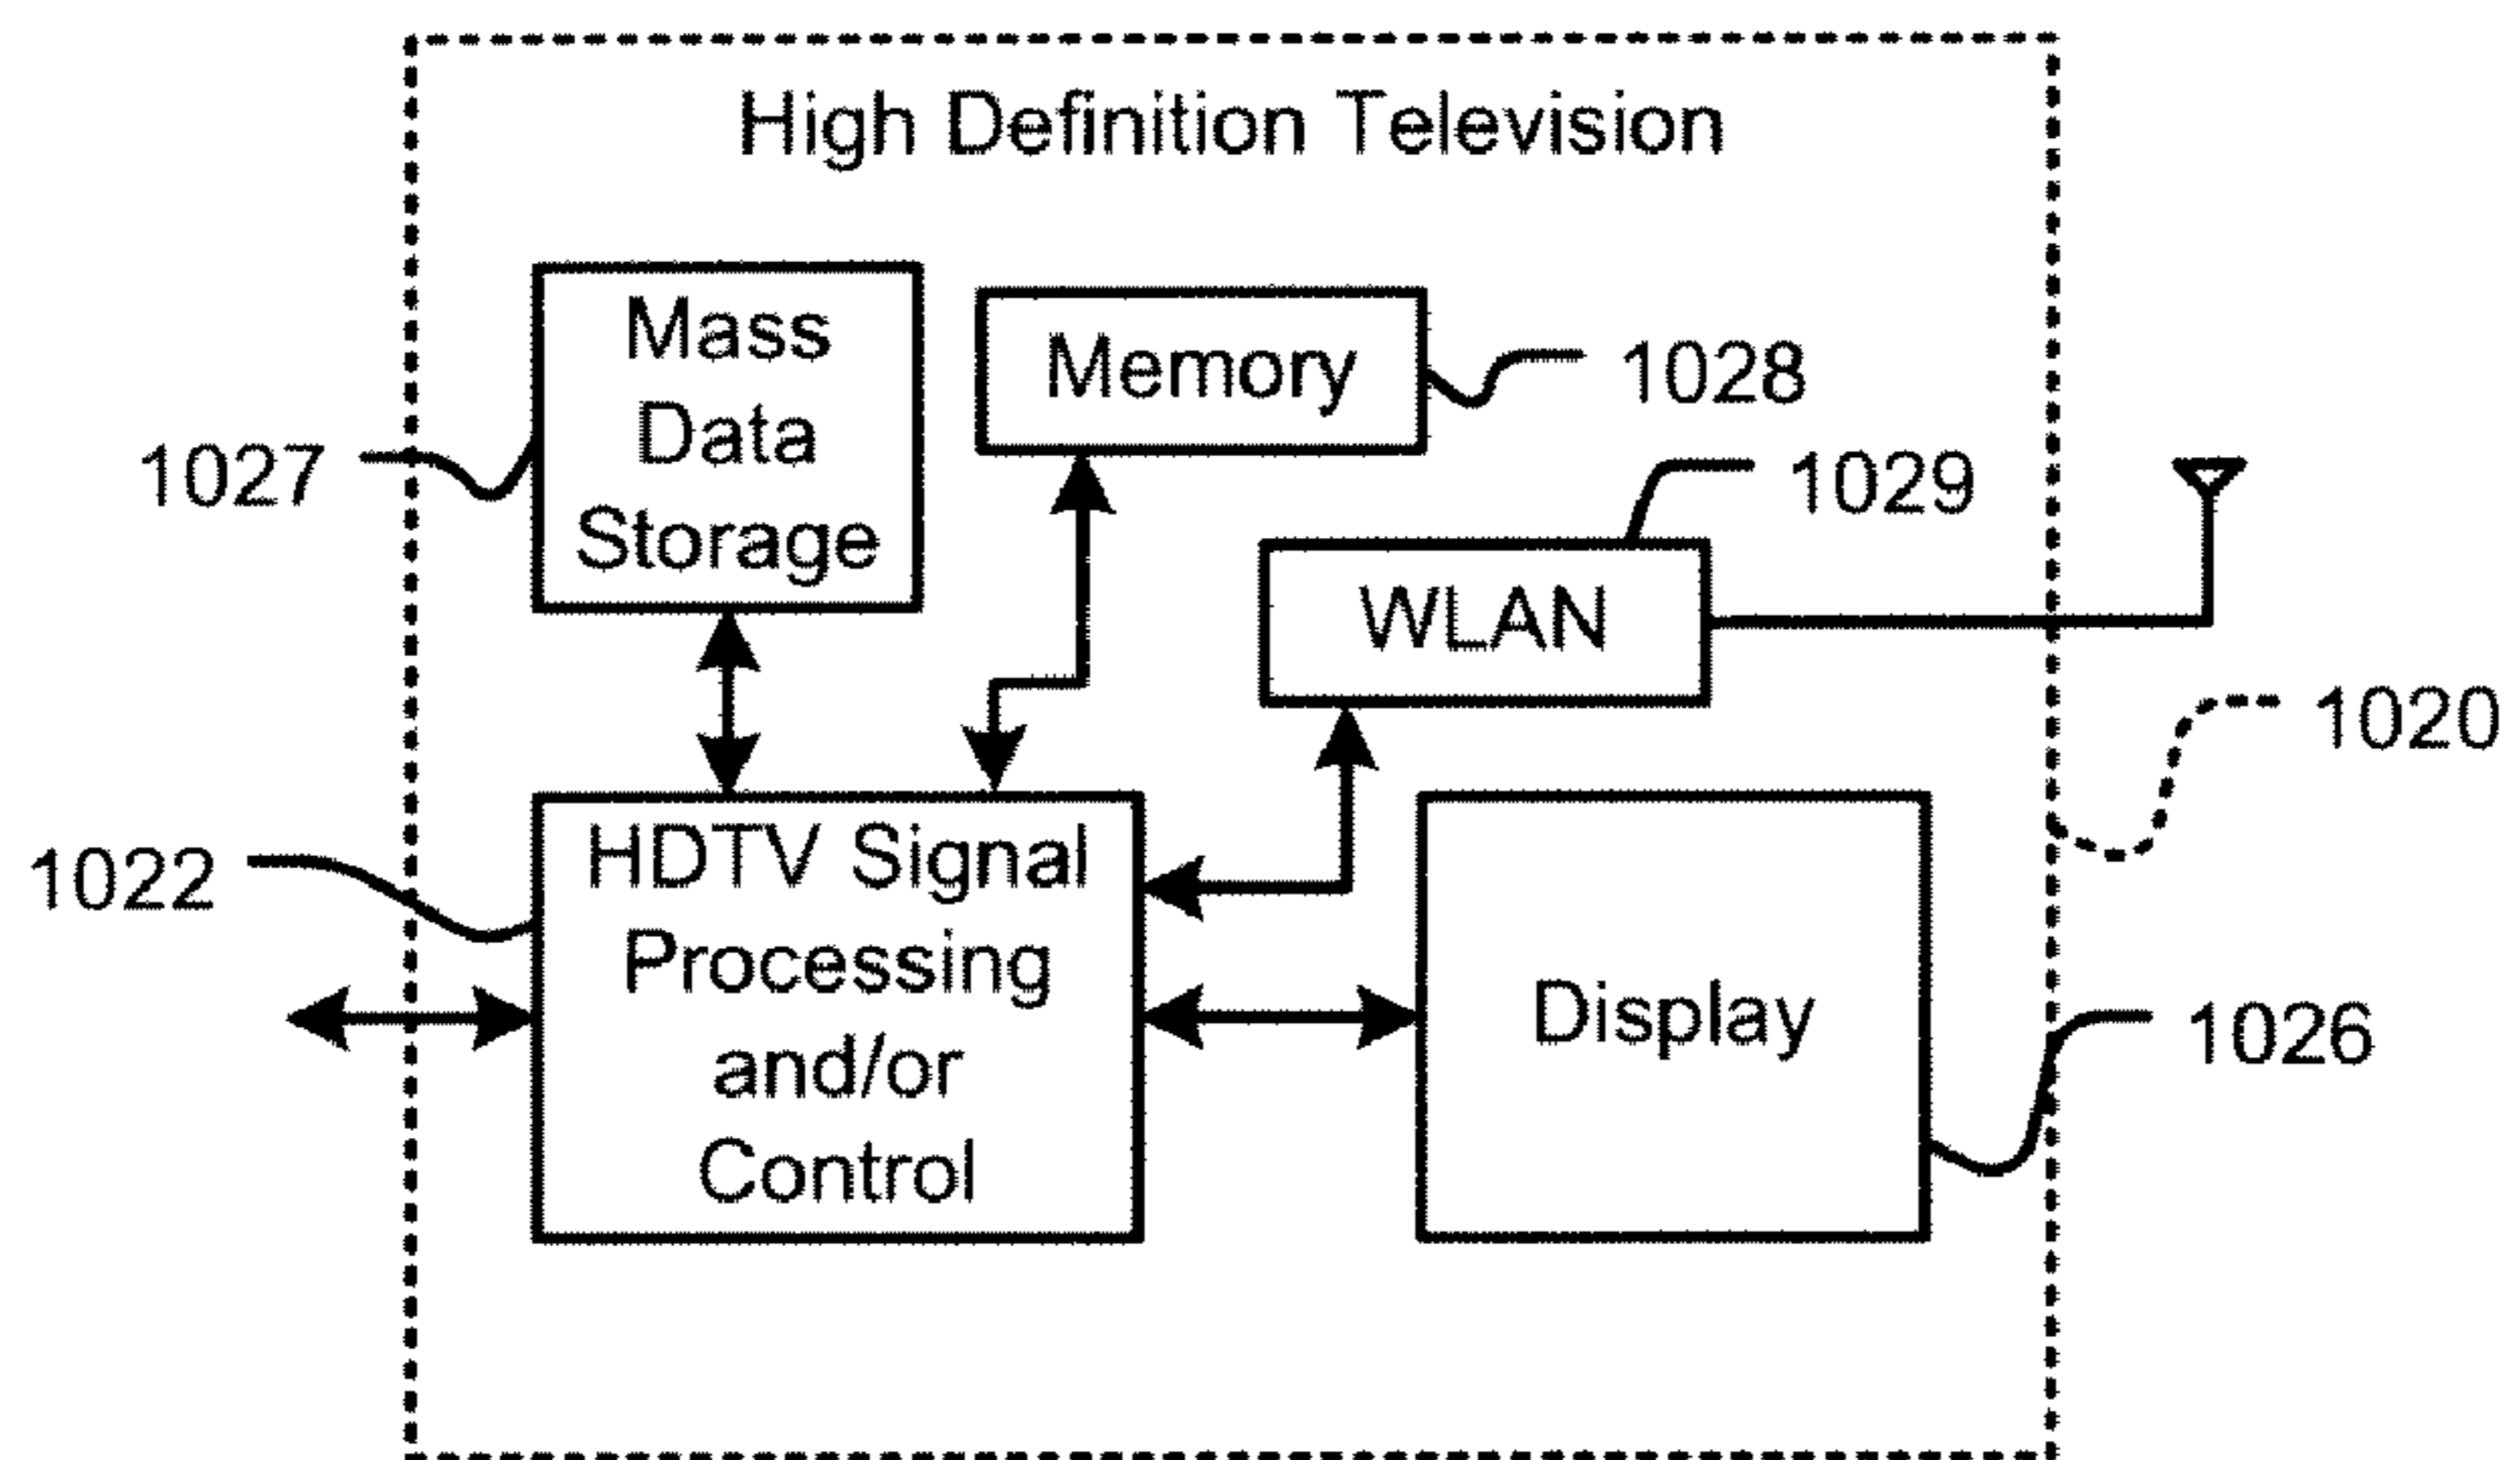 High Definition Television
Mass
Data
Storage
Memory
1028
1027
1029
WLAN
1020
HDTV Signal
Processing
and/or
Control
1022
Display
1026